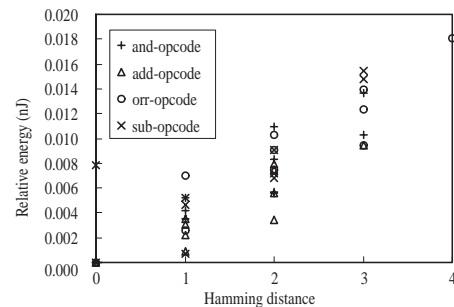 0.020
0.018
0.016
0.014
0.012
0.010
0.008
0.006
0.004
0.002
0.000
Relative energy (nJ)
and-opcode
add-opcode
orr-opcode
sub-opcode
0 1 2 3 4
Hamming distance